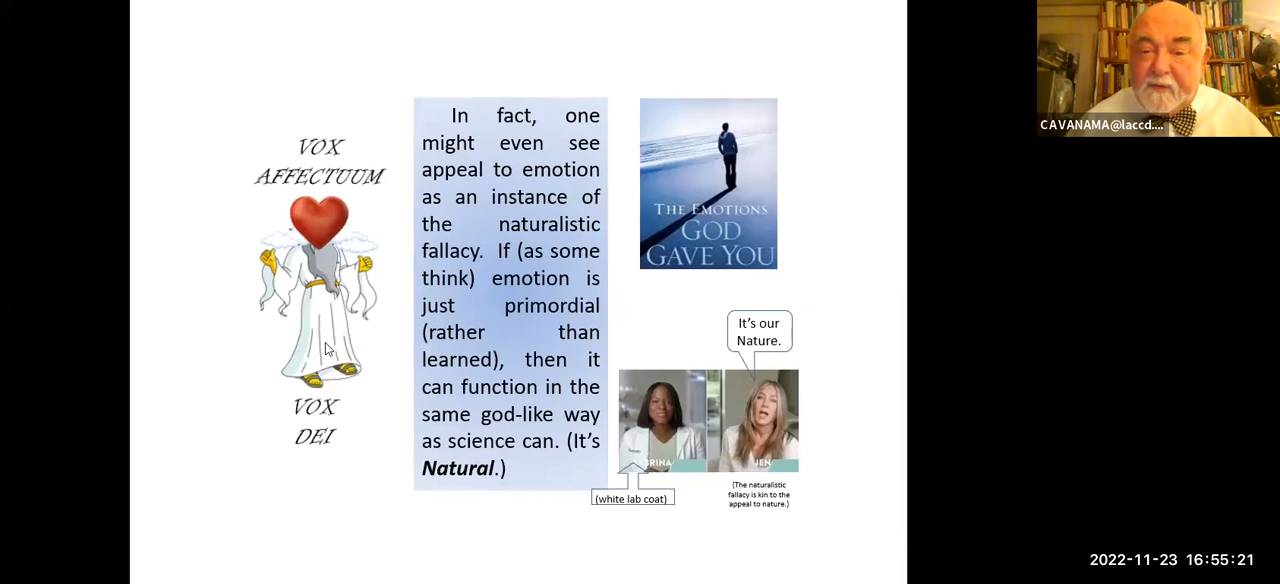 VOX
AFFECTUUM
VOX
DEI
In fact, one
might even see
appeal to emotion
as an instance of
the naturalistic
fallacy. If (as some
think) emotion is
just primordial
(rather than
learned), then it
can function in the
same god-like way
as science can. (It's
Natural.)
THE EMOTIONS
GOD
GAVE YOU
It's our
Nature.
RINA
JEN
(white lab coat)
(The naturalistic
fallacy is kin to the
appeal to nature.)
CAVANAMA@laccd....
2022-11-23 16:55:21